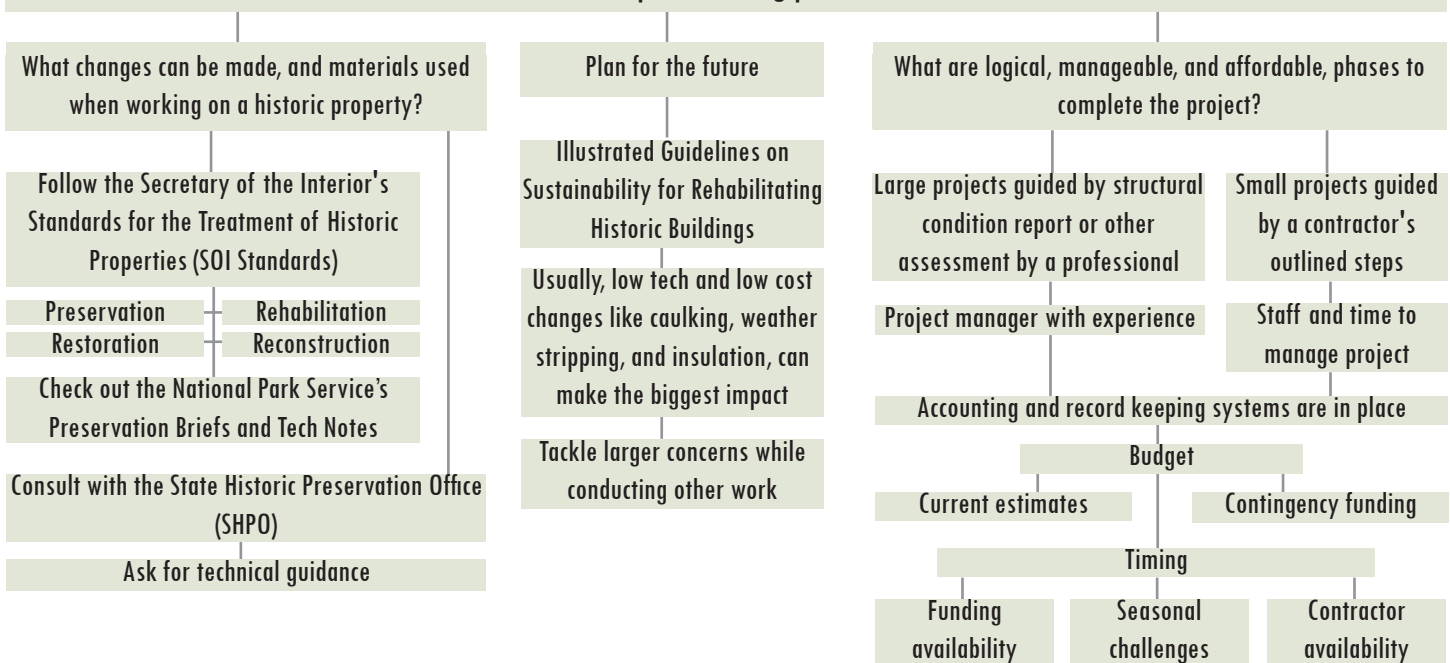 What changes can be made, and materials used
when working on a historic property?
Follow the Secretary of the Interior's
Standards for the Treatment of Historic
Properties (SOI Standards)
Preservation
Rehabilitation
Restoration
Reconstruction
Check out the National Park Service’s
Preservation Briefs and Tech Notes
Consult with the State Historic Preservation Office
(SHPO)
Ask for technical guidance
Plan for the future
Illustrated Guidelines on
Sustainability for Rehabilitating
Historic Buildings
Usually, low tech and low cost
changes like caulking, weather
stripping, and insulation, can
make the biggest impact
Tackle larger concerns while
conducting other work
What are logical, manageable, and affordable, phases to
complete the project?
Large projects guided by structural
condition report or other
assessment by a professional
Project manager with experience
Small projects guided
by a contractor's
outlined steps
Staff and time to
manage project
Accounting and record keeping systems are in place
Budget
Current estimates
Contingency funding
Timing
Funding
availability
Seasonal
challenges
Contractor
availability